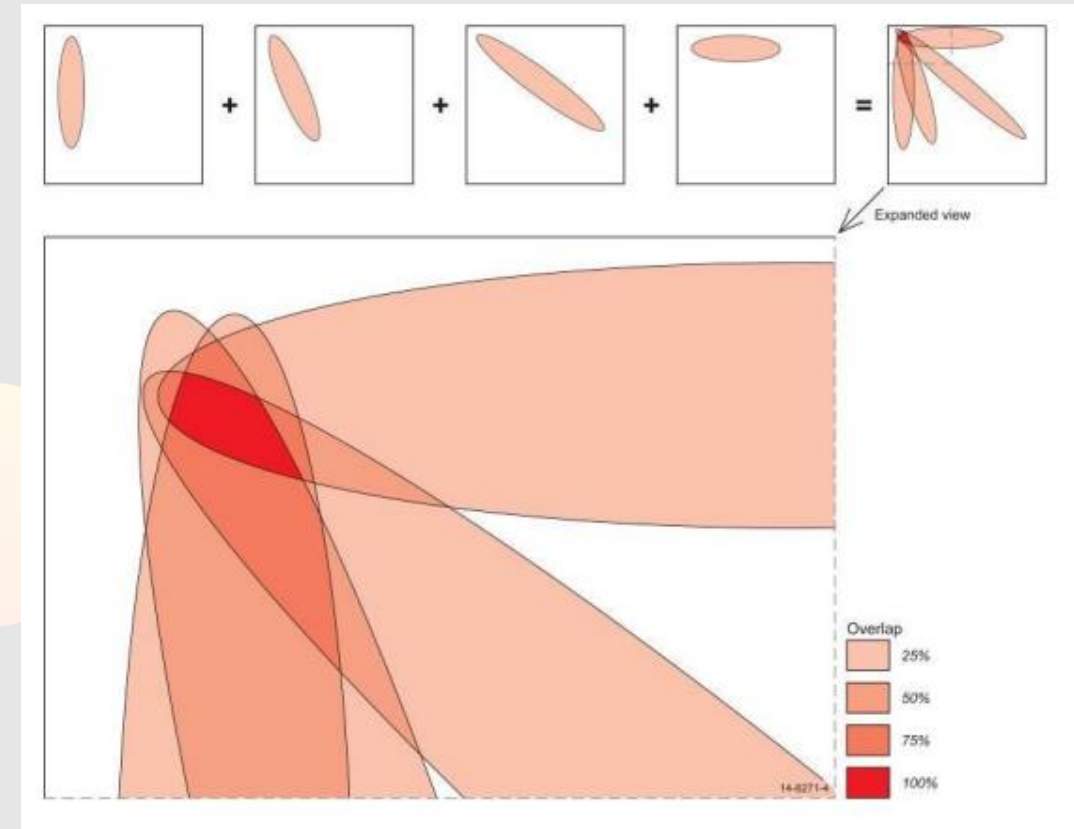 + + + =
Expanded view
Overlap
25%
50%
75%
100%
14-8271-4